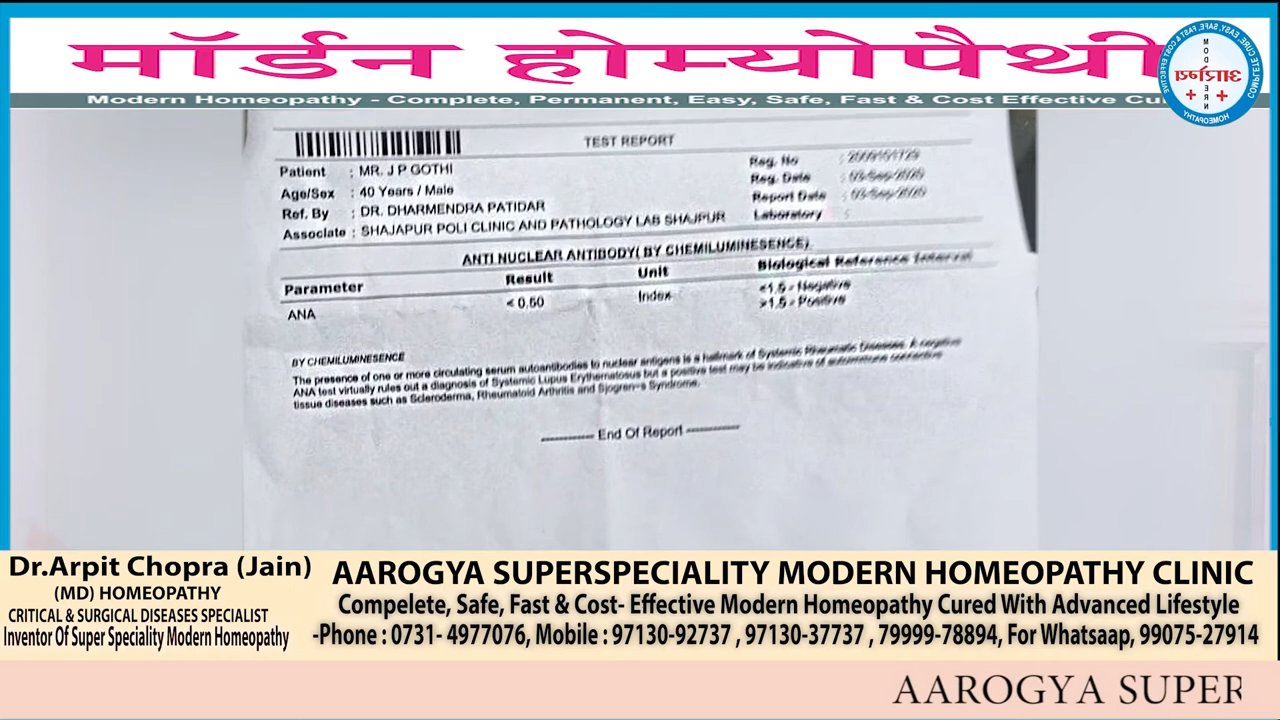 मॉर्डन होम्योपैथी
Modern Homeopathy - Complete, Permanent, Easy, Safe, Fast & Cost Effective Cu
MODERN
आरोग्य
HOMEOPATHY
TEST REPORT
Patient : MR. J P GOTHI
Age/Sex : 40 Years / Male
Ref. By : DR. DHARMENDRA PATIDAR
Associate : SHAJAPUR POLI CLINIC AND PATHOLOGY LAB SHAJPUR
Reg. No :
Reg. Date :
Report Date :
Laboratory :
ANTI NUCLEAR ANTIBODY( BY CHEMILUMINESENCE)
Parameter Result Unit Biological Reference Interval
ANA < 0.50 Index <1.5 - Negative
>1.5 - Positive
BY CHEMILUMINESENCE
The presence of one or more circulating serum autoantibodies to nuclear antigens is a hallmark of Systemic Rheumatic Diseases. A negative
ANA test virtually rules out a diagnosis of Systemic Lupus Erythematosus but a positive test may be indicative of autoimmune connective
tissue diseases such as Scleroderma, Rheumatoid Arthritis and Sjogren=s Syndrome.
------------ End Of Report ------------
Dr.Arpit Chopra (Jain)
(MD) HOMEOPATHY
CRITICAL & SURGICAL DISEASES SPECIALIST
Inventor Of Super Speciality Modern Homeopathy
AAROGYA SUPERSPECIALITY MODERN HOMEOPATHY CLINIC
Compelete, Safe, Fast & Cost- Effective Modern Homeopathy Cured With Advanced Lifestyle
-Phone : 0731- 4977076, Mobile : 97130-92737 , 97130-37737 , 79999-78894, For Whatsaap, 99075-27914
AAROGYA SUPER